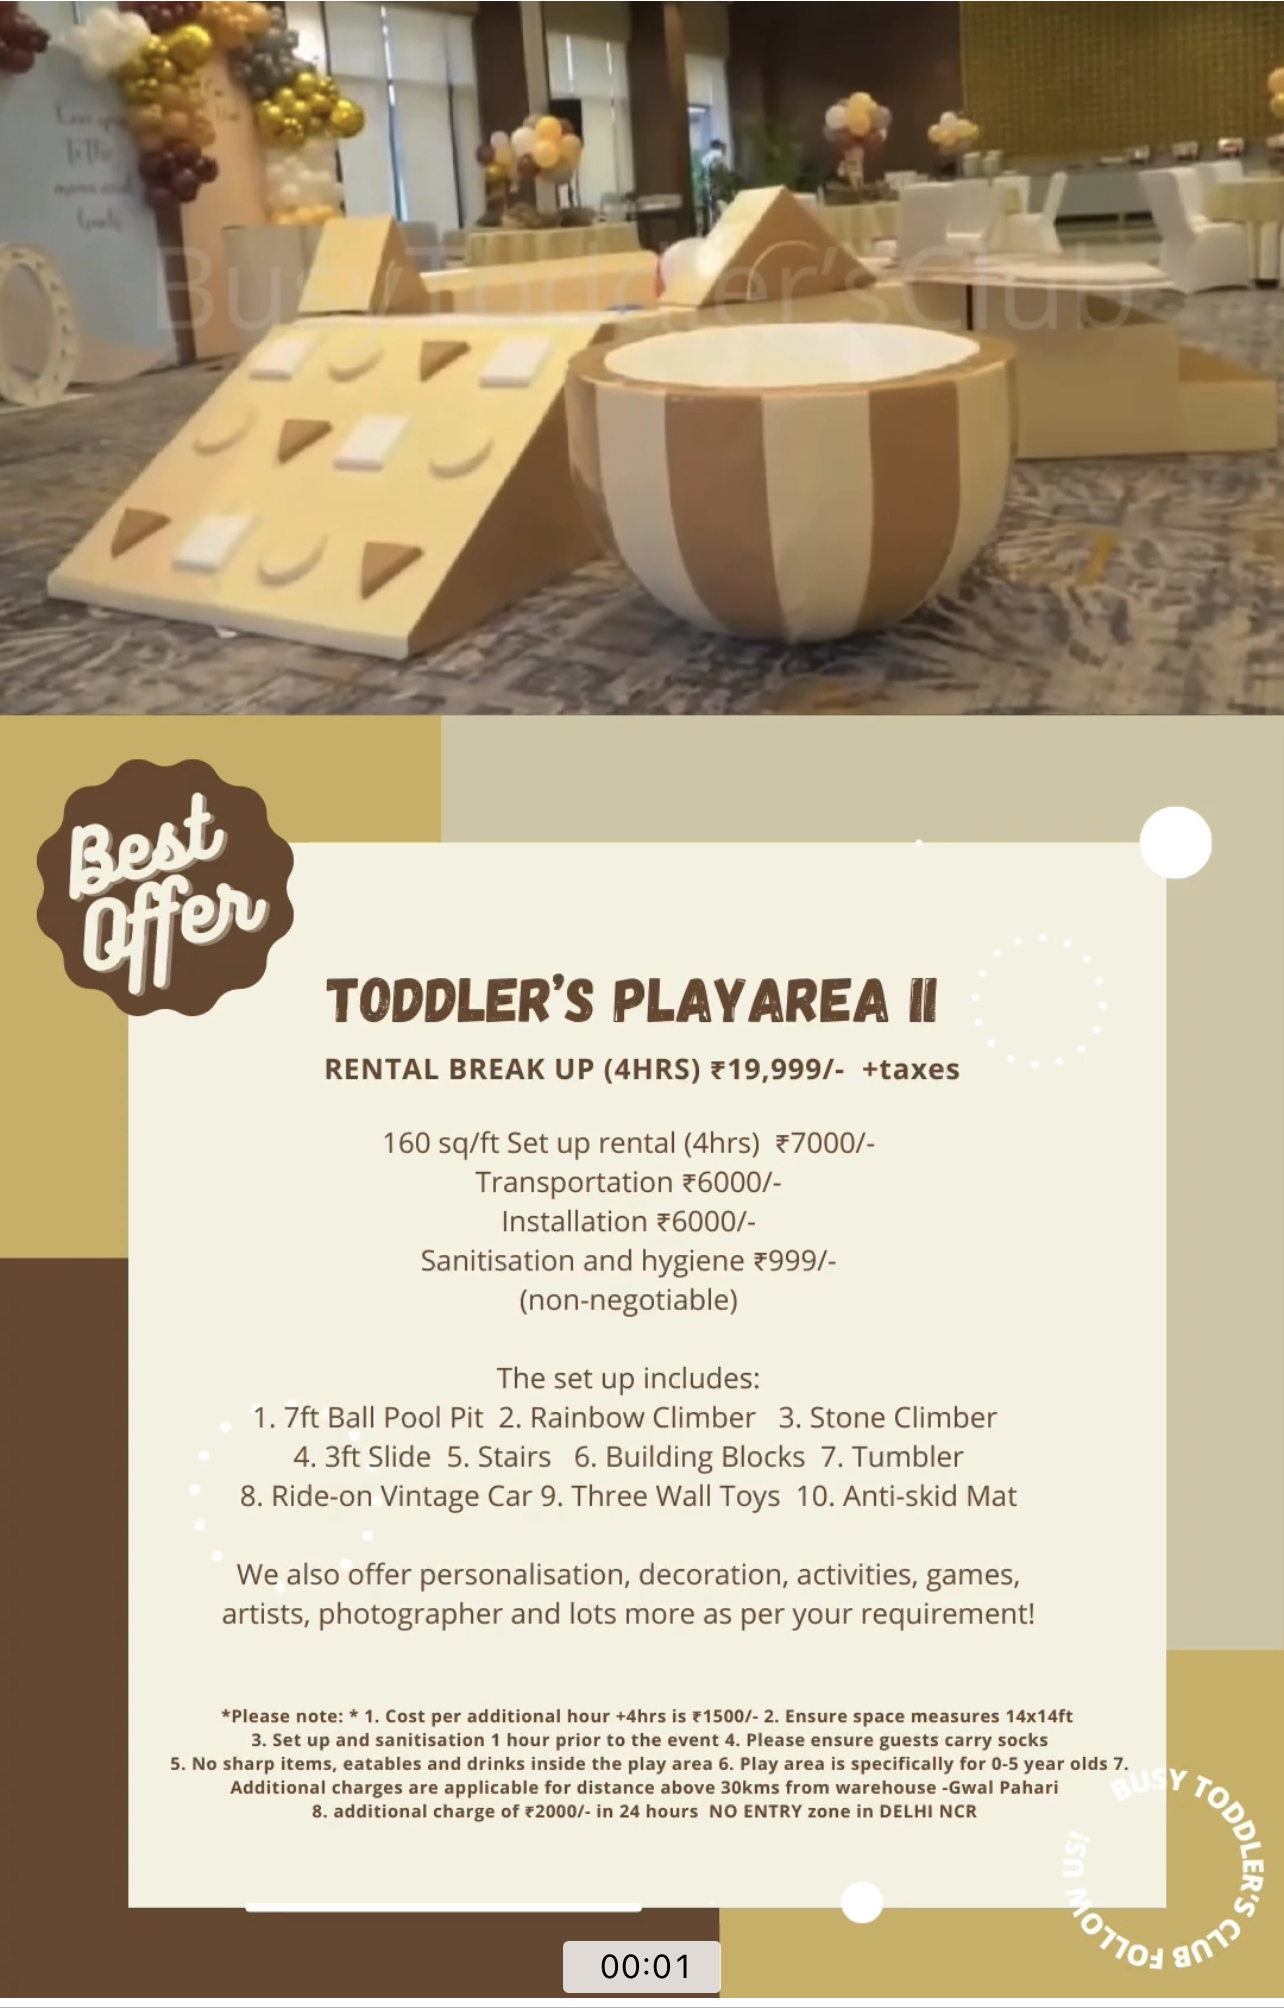 BusyToddler'sClub
Best
Offer
TODDLER'S PLAYAREA II
RENTAL BREAK UP (4HRS) ₹19,999/-  +taxes
160 sq/ft Set up rental (4hrs)  ₹7000/-
Transportation ₹6000/-
Installation ₹6000/-
Sanitisation and hygiene ₹999/-
(non-negotiable)
The set up includes:
1. 7ft Ball Pool Pit  2. Rainbow Climber   3. Stone Climber
4. 3ft Slide  5. Stairs   6. Building Blocks  7. Tumbler
8. Ride-on Vintage Car 9. Three Wall Toys  10. Anti-skid Mat
We also offer personalisation, decoration, activities, games,
artists, photographer and lots more as per your requirement!
*Please note: * 1. Cost per additional hour +4hrs is ₹1500/- 2. Ensure space measures 14x14ft
3. Set up and sanitisation 1 hour prior to the event 4. Please ensure guests carry socks
5. No sharp items, eatables and drinks inside the play area 6. Play area is specifically for 0-5 year olds 7.
Additional charges are applicable for distance above 30kms from warehouse -Gwal Pahari
8. additional charge of ₹2000/- in 24 hours  NO ENTRY zone in DELHI NCR
BUSY TODDLER'S CLUB FOLLOW US!
00:01